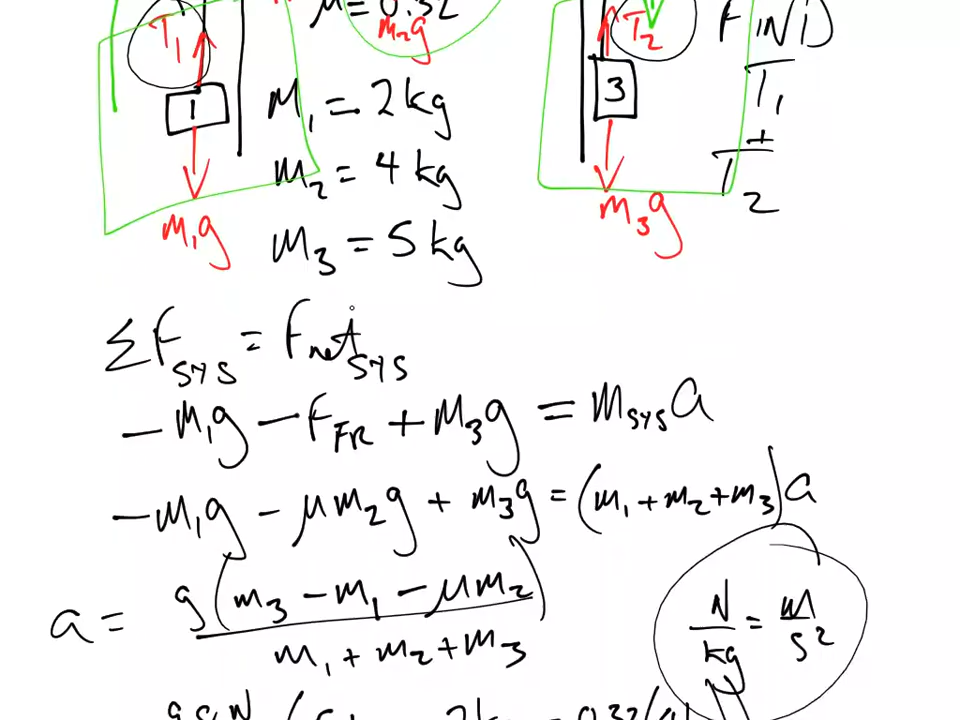 μ = 0.32
m₂g
T₁
T₂
FIND
T₁
+
T₂
1
3
m₁ = 2kg
m₂ = 4 kg
m₃ = 5 kg
m₁g
m₃g
ΣF_SYS = F_net SYS
- m₁g - F_FR + m₃g = m_SYS a
- m₁g - μm₂g + m₃g = (m₁ + m₂ + m₃) a
a = g(m₃ - m₁ - μm₂) / m₁ + m₂ + m₃
N/kg = m/s²